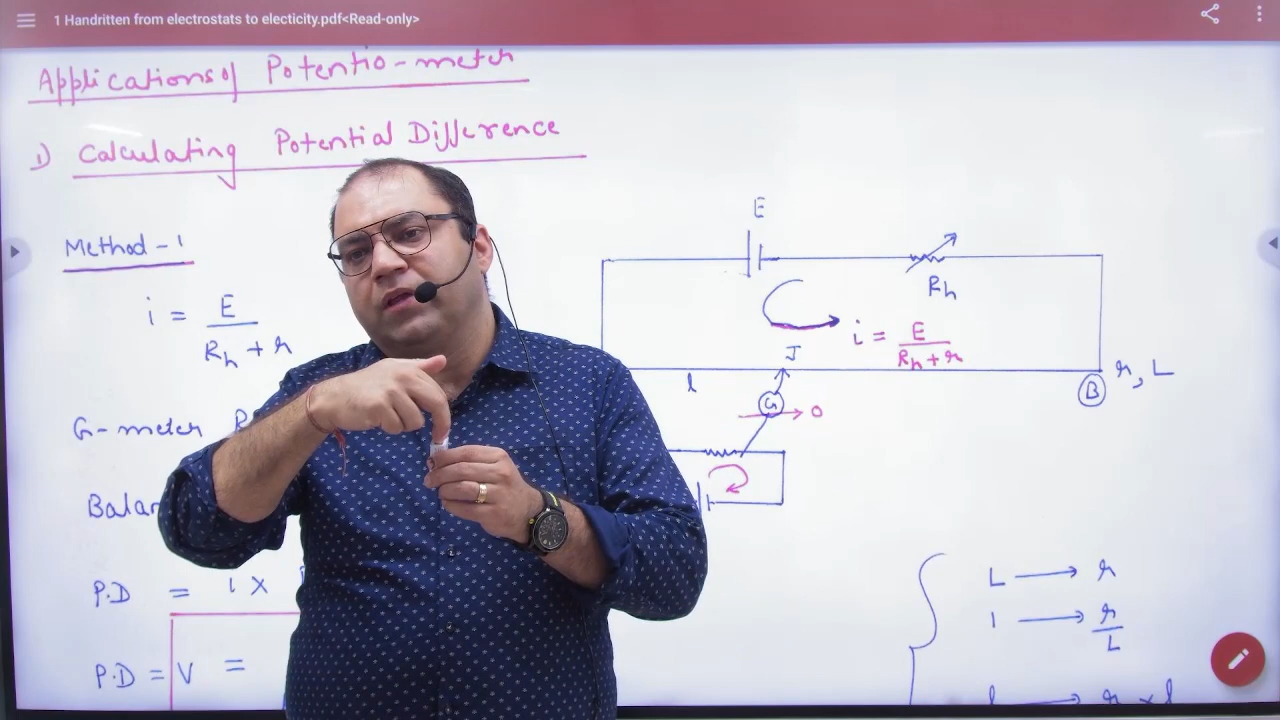 1 Handritten from electrostats to electicity.pdf<Read-only>
Applications of Potentio-meter
1) Calculating Potential Difference
Method - 1
i = E / (Rh + r)
G-meter
P.D = i x
P.D = V =
E
Rh
i = E / (Rh + r)
J
l
r, L
B
G
0
L → r
1 → r / L
l → r x l